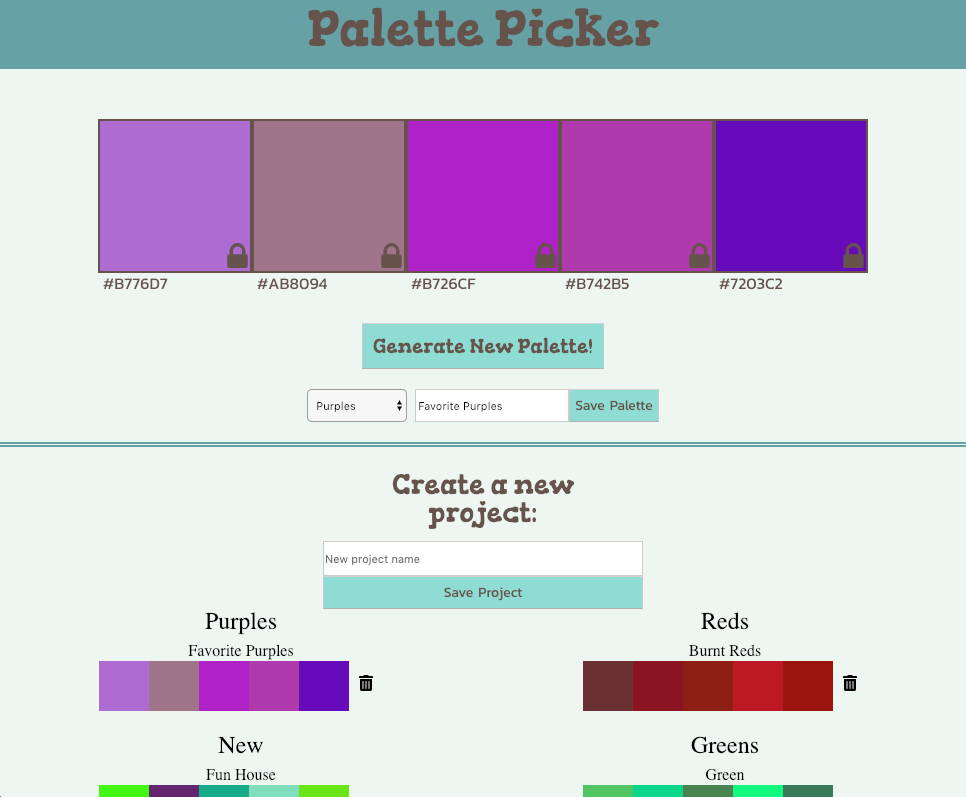 Palette Picker
#B776D7 #AB8094 #B726CF #B742B5 #7203C2
Generate New Palette!
Purples Favorite Purples Save Palette
Create a new
project:
New project name
Save Project
Purples Reds
Favorite Purples Burnt Reds
New Greens
Fun House Green